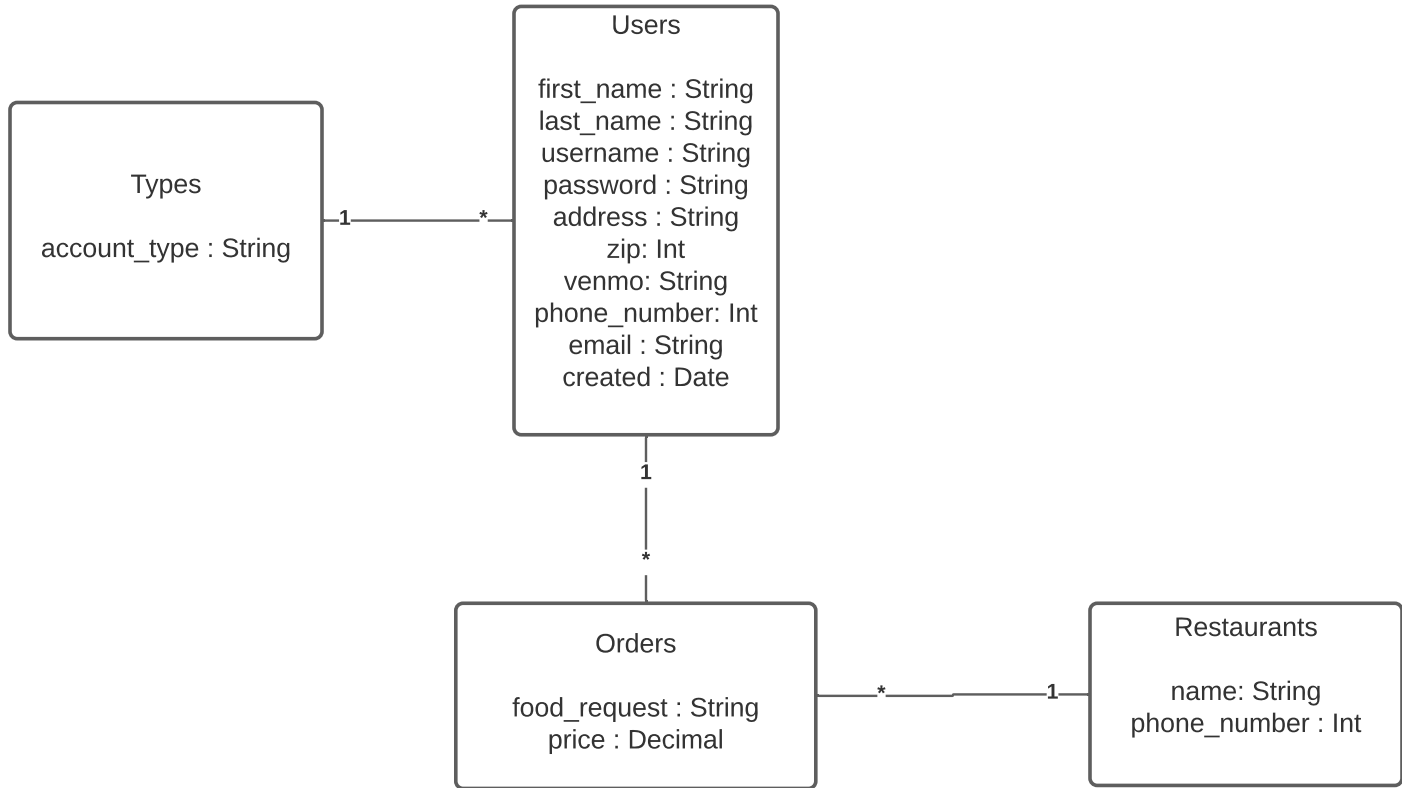 Users
first_name : String
last_name : String
username : String
password : String
address : String
zip: Int
venmo: String
phone_number: Int
email : String
created : Date
Types
account_type : String
1
*
1
*
Orders
food_request : String
price : Decimal
*
1
Restaurants
name: String
phone_number : Int